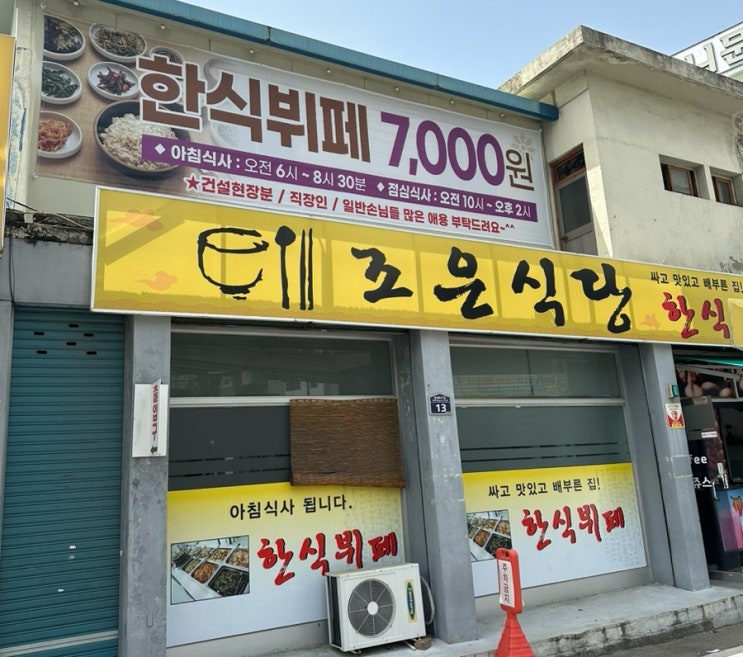 한식뷔페 7,000원
◆ 아침식사 : 오전 6시 ~ 8시 30분 ◆ 점심식사 : 오전 10시 ~ 오후 2시
★건설현장분 / 직장인 / 일반손님들 많은 애용 부탁드려요~^^
조은식당
싸고 맛있고 배부른 집!
한식
13
아침식사 됩니다.
한식뷔페
싸고 맛있고 배부른 집!
한식뷔페
주차금지